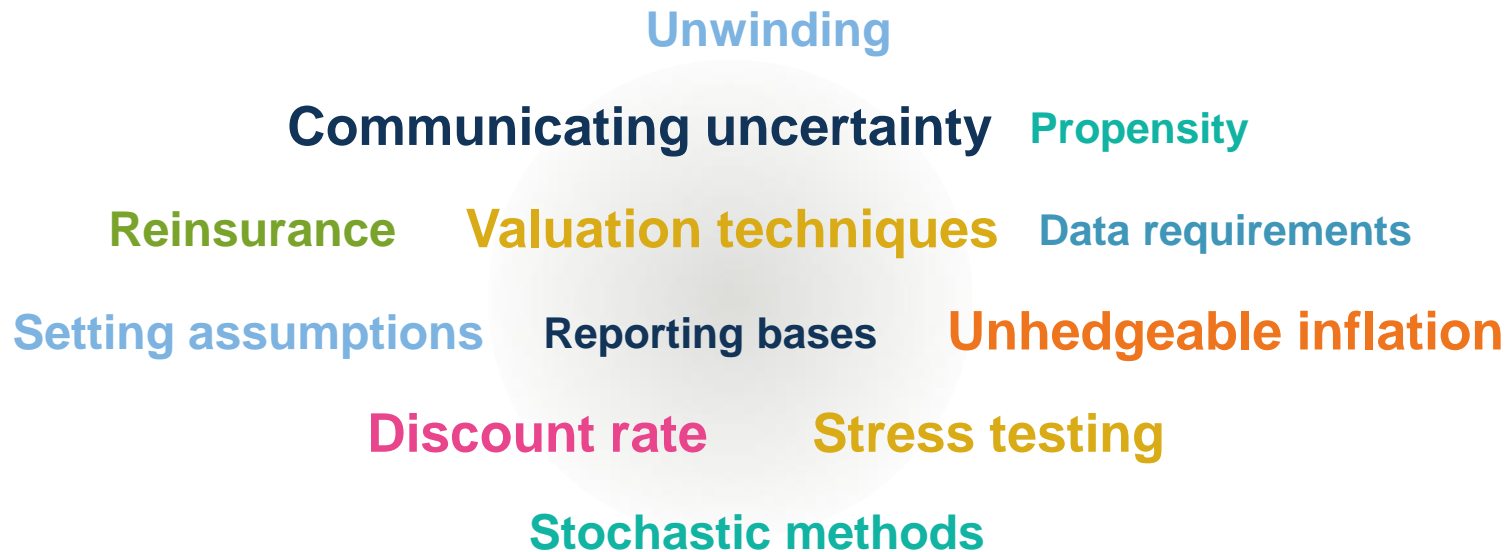 Unwinding
Communicating uncertainty Propensity
Reinsurance Valuation techniques Data requirements
Setting assumptions Reporting bases Unhedgeable inflation
Discount rate Stress testing
Stochastic methods